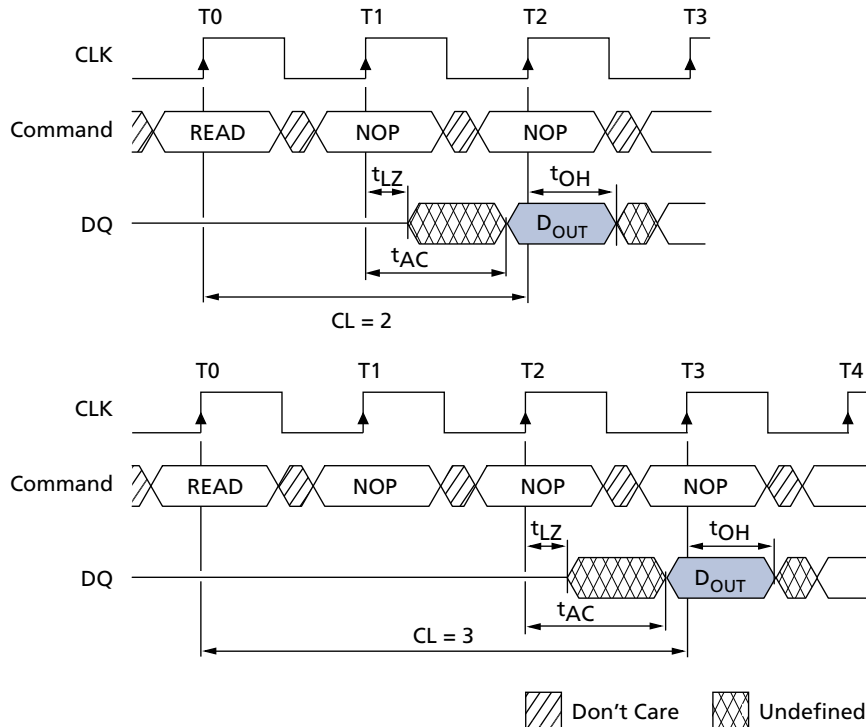 T0 T1 T2 T3
CLK
Command READ NOP NOP
tLZ tOH
DQ DOUT
tAC
CL = 2
T0 T1 T2 T3 T4
CLK
Command READ NOP NOP NOP
tLZ tOH
DQ DOUT
tAC
CL = 3
Don't Care Undefined